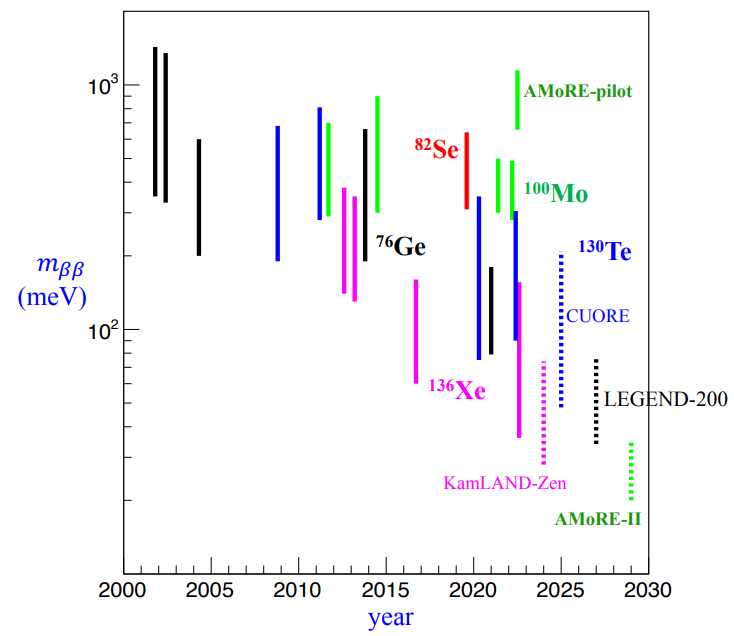 10³
AMoRE-pilot
⁸²Se
¹⁰⁰Mo
⁷⁶Ge
¹³⁰Te
m_ββ
(meV)
CUORE
10²
¹³⁶Xe
LEGEND-200
KamLAND-Zen
AMoRE-II
2000 2005 2010 2015 2020 2025 2030
year